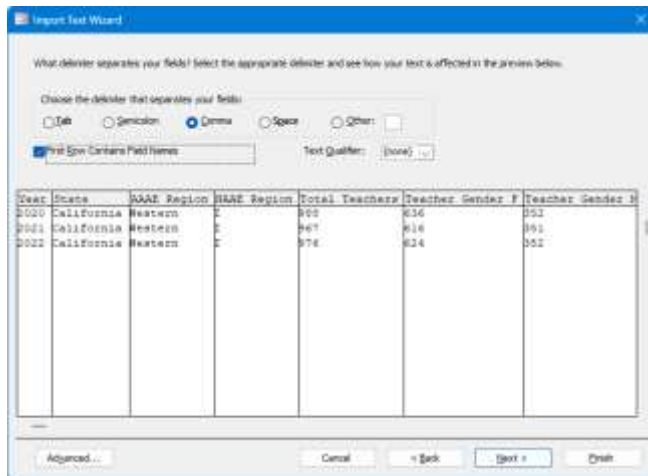 Import Text Wizard
What delimiter separates your fields? Select the appropriate delimiter and see how your text is affected in the preview below.
Choose the delimiter that separates your fields:
Tab Semicolon Comma Space Other:
First Row Contains Field Names Text Qualifier: {none}
Year State AAAE Region NAAE Region Total Teachers Teacher Gender F Teacher Gender M
2020 California Western I 988 636 352
2021 California Western I 967 616 351
2022 California Western I 976 624 352
Advanced... Cancel < Back Next > Finish